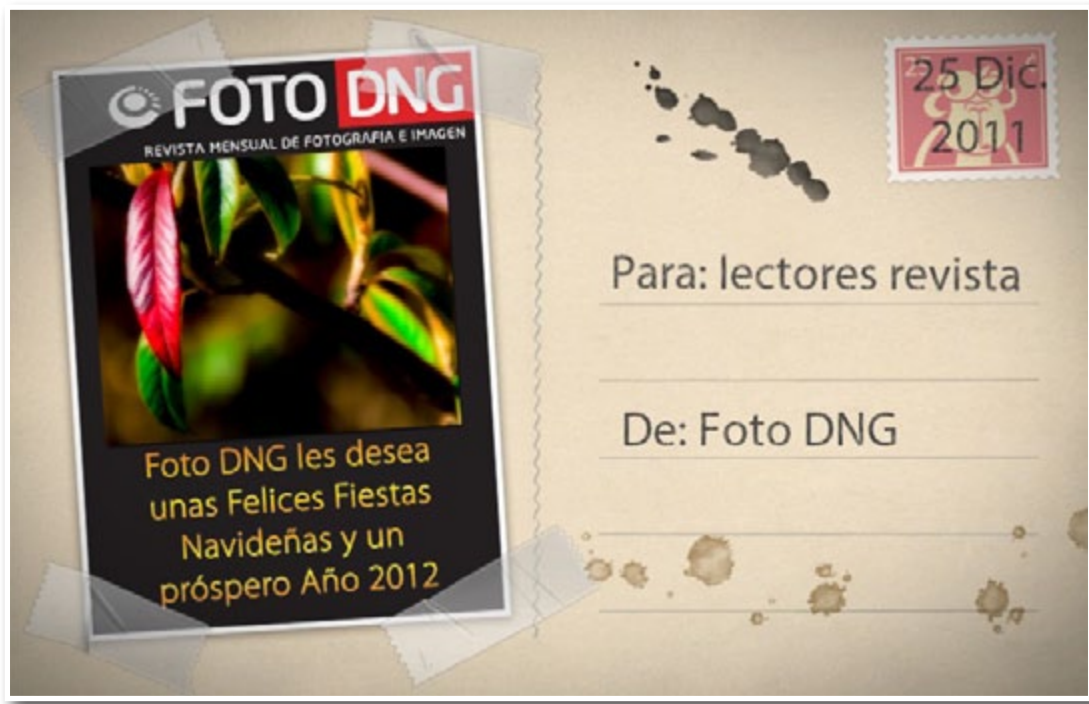 FOTO DNG
REVISTA MENSUAL DE FOTOGRAFIA E IMAGEN
Foto DNG les desea
unas Felices Fiestas
Navideñas y un
próspero Año 2012
25 Dic.
2011
Para: lectores revista
De: Foto DNG